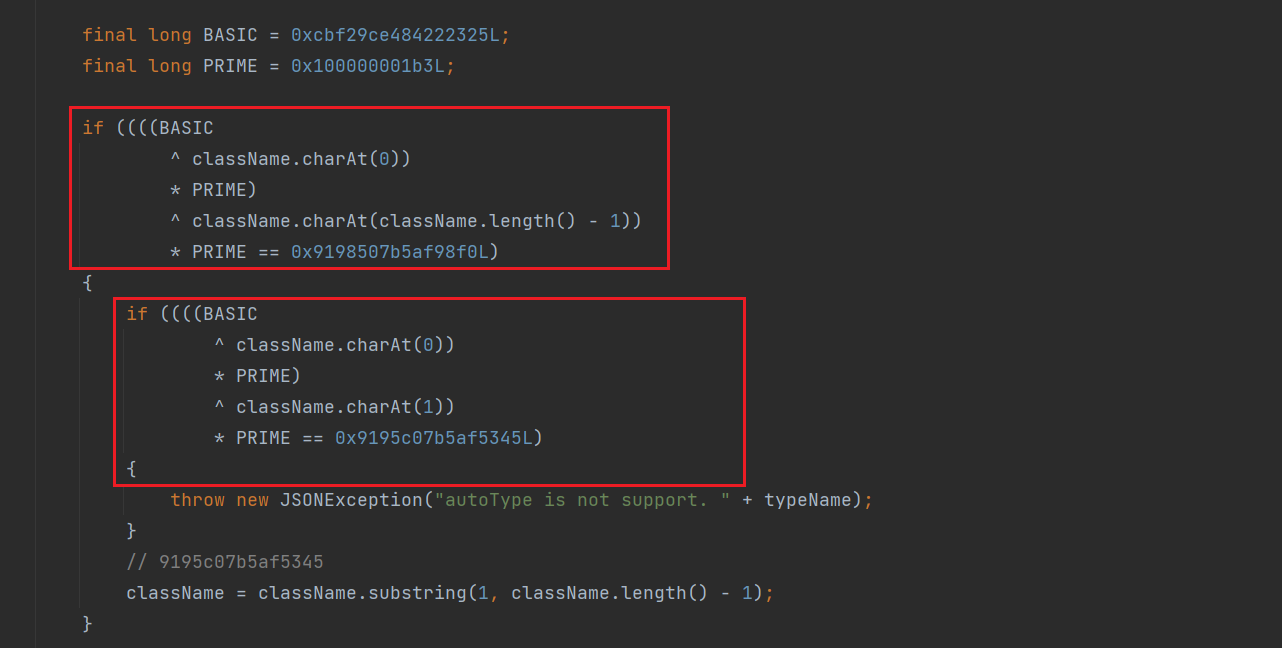 final long BASIC = 0xcbf29ce484222325L;
final long PRIME = 0x100000001b3L;
if ((((BASIC
^ className.charAt(0))
* PRIME)
^ className.charAt(className.length() - 1))
* PRIME == 0x9198507b5af98f0L)
{
if ((((BASIC
^ className.charAt(0))
* PRIME)
^ className.charAt(1))
* PRIME == 0x9195c07b5af5345L)
{
throw new JSONException("autoType is not support. " + typeName);
}
// 9195c07b5af5345
className = className.substring(1, className.length() - 1);
}